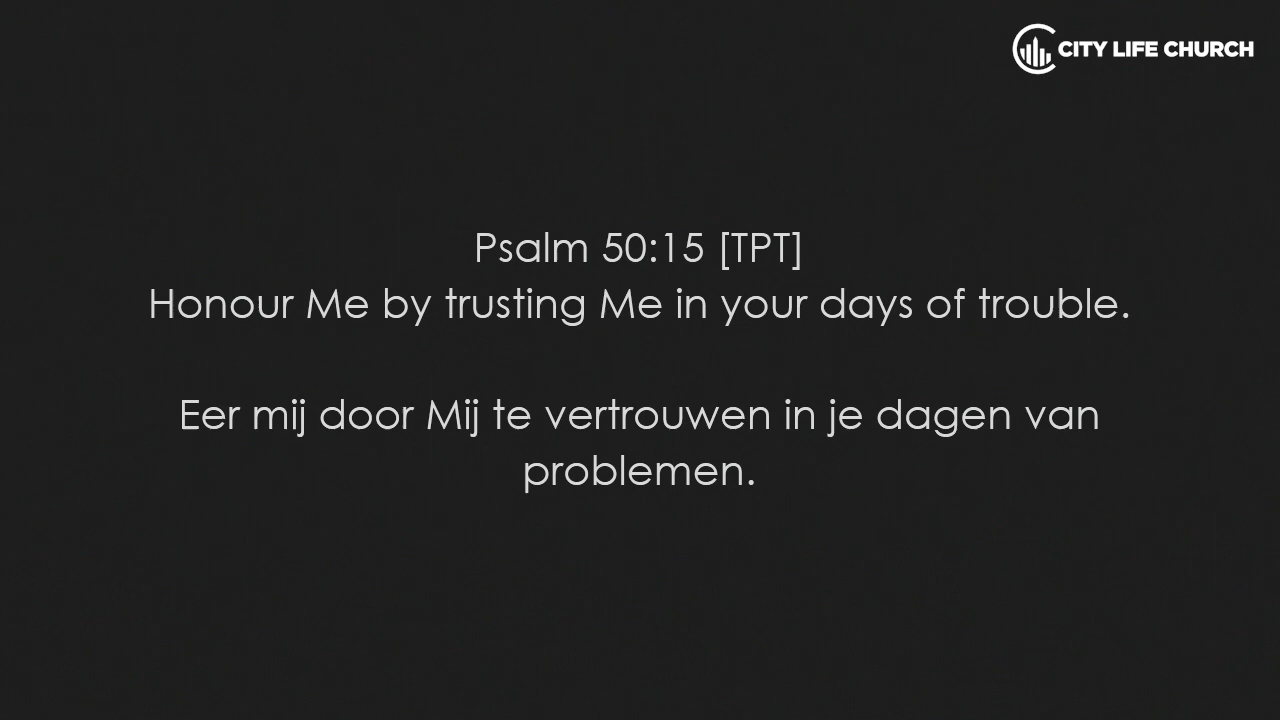 CITY LIFE CHURCH
Psalm 50:15 [TPT]
Honour Me by trusting Me in your days of trouble.
Eer mij door Mij te vertrouwen in je dagen van
problemen.